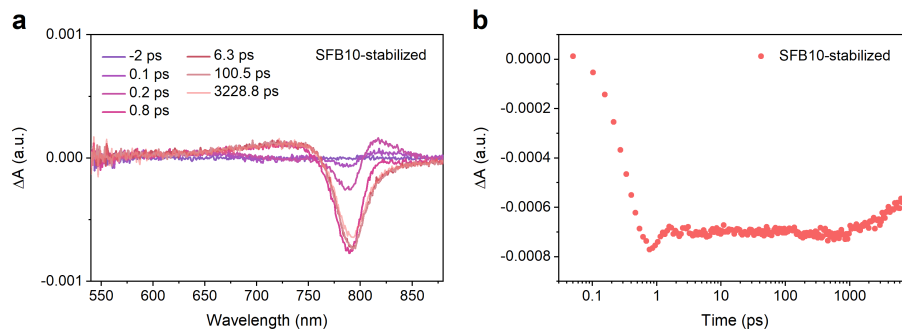 a
SFB10-stabilized
-2 ps
0.1 ps
0.2 ps
0.8 ps
6.3 ps
100.5 ps
3228.8 ps
0.001
0.000
-0.001
ΔA (a.u.)
550 600 650 700 750 800 850
Wavelength (nm)
b
SFB10-stabilized
0.0000
-0.0002
-0.0004
-0.0006
-0.0008
ΔA (a.u.)
0.1 1 10 100 1000
Time (ps)